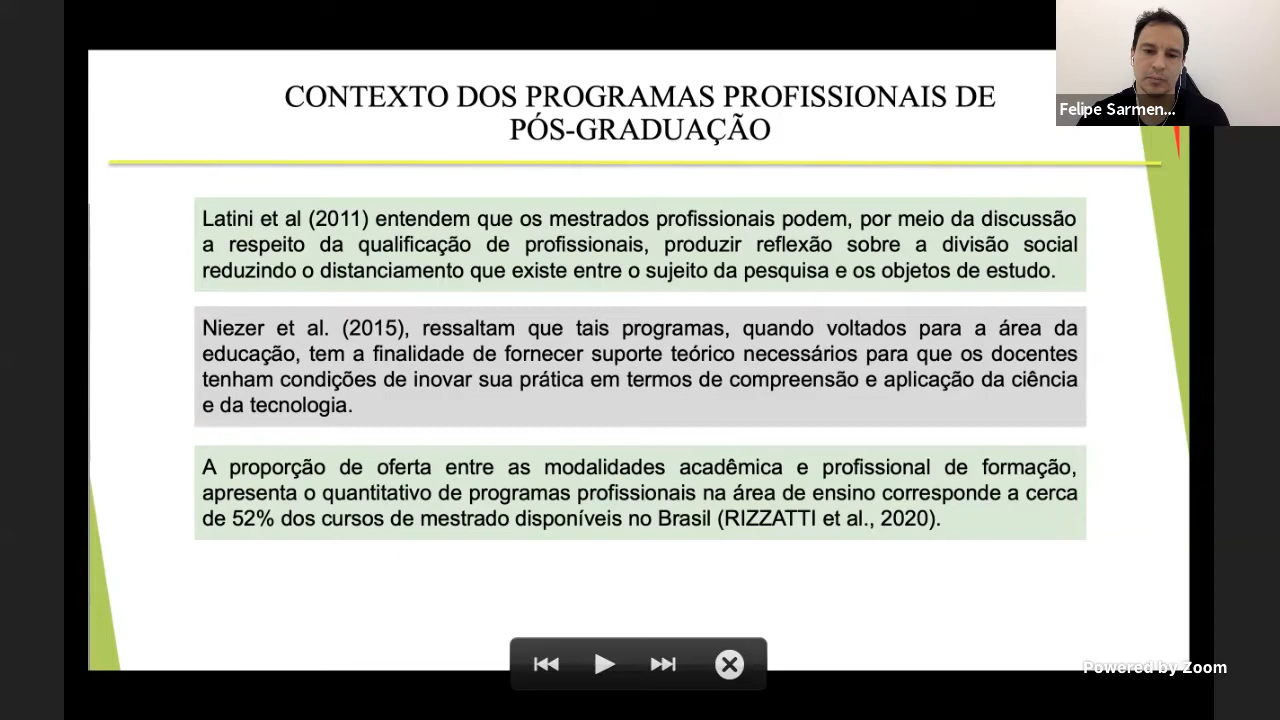 CONTEXTO DOS PROGRAMAS PROFISSIONAIS DE
PÓS-GRADUAÇÃO
Felipe Sarmen...
Latini et al (2011) entendem que os mestrados profissionais podem, por meio da discussão
a respeito da qualificação de profissionais, produzir reflexão sobre a divisão social
reduzindo o distanciamento que existe entre o sujeito da pesquisa e os objetos de estudo.
Niezer et al. (2015), ressaltam que tais programas, quando voltados para a área da
educação, tem a finalidade de fornecer suporte teórico necessários para que os docentes
tenham condições de inovar sua prática em termos de compreensão e aplicação da ciência
e da tecnologia.
A proporção de oferta entre as modalidades acadêmica e profissional de formação,
apresenta o quantitativo de programas profissionais na área de ensino corresponde a cerca
de 52% dos cursos de mestrado disponíveis no Brasil (RIZZATTI et al., 2020).
Powered by Zoom